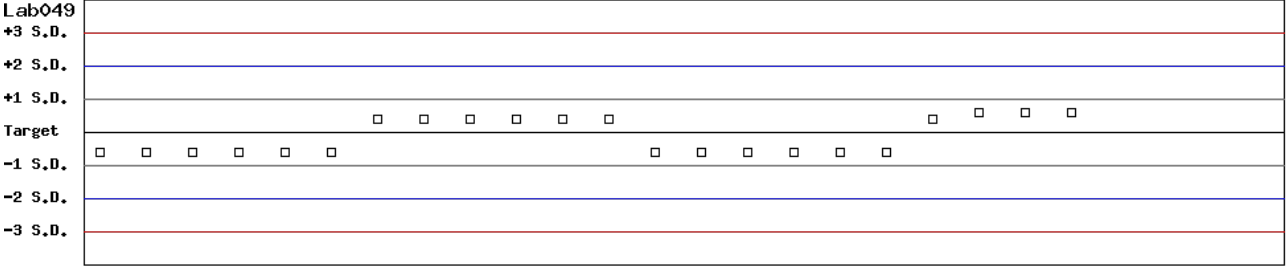 Lab049
+3 S.D.
+2 S.D.
+1 S.D.
Target
-1 S.D.
-2 S.D.
-3 S.D.